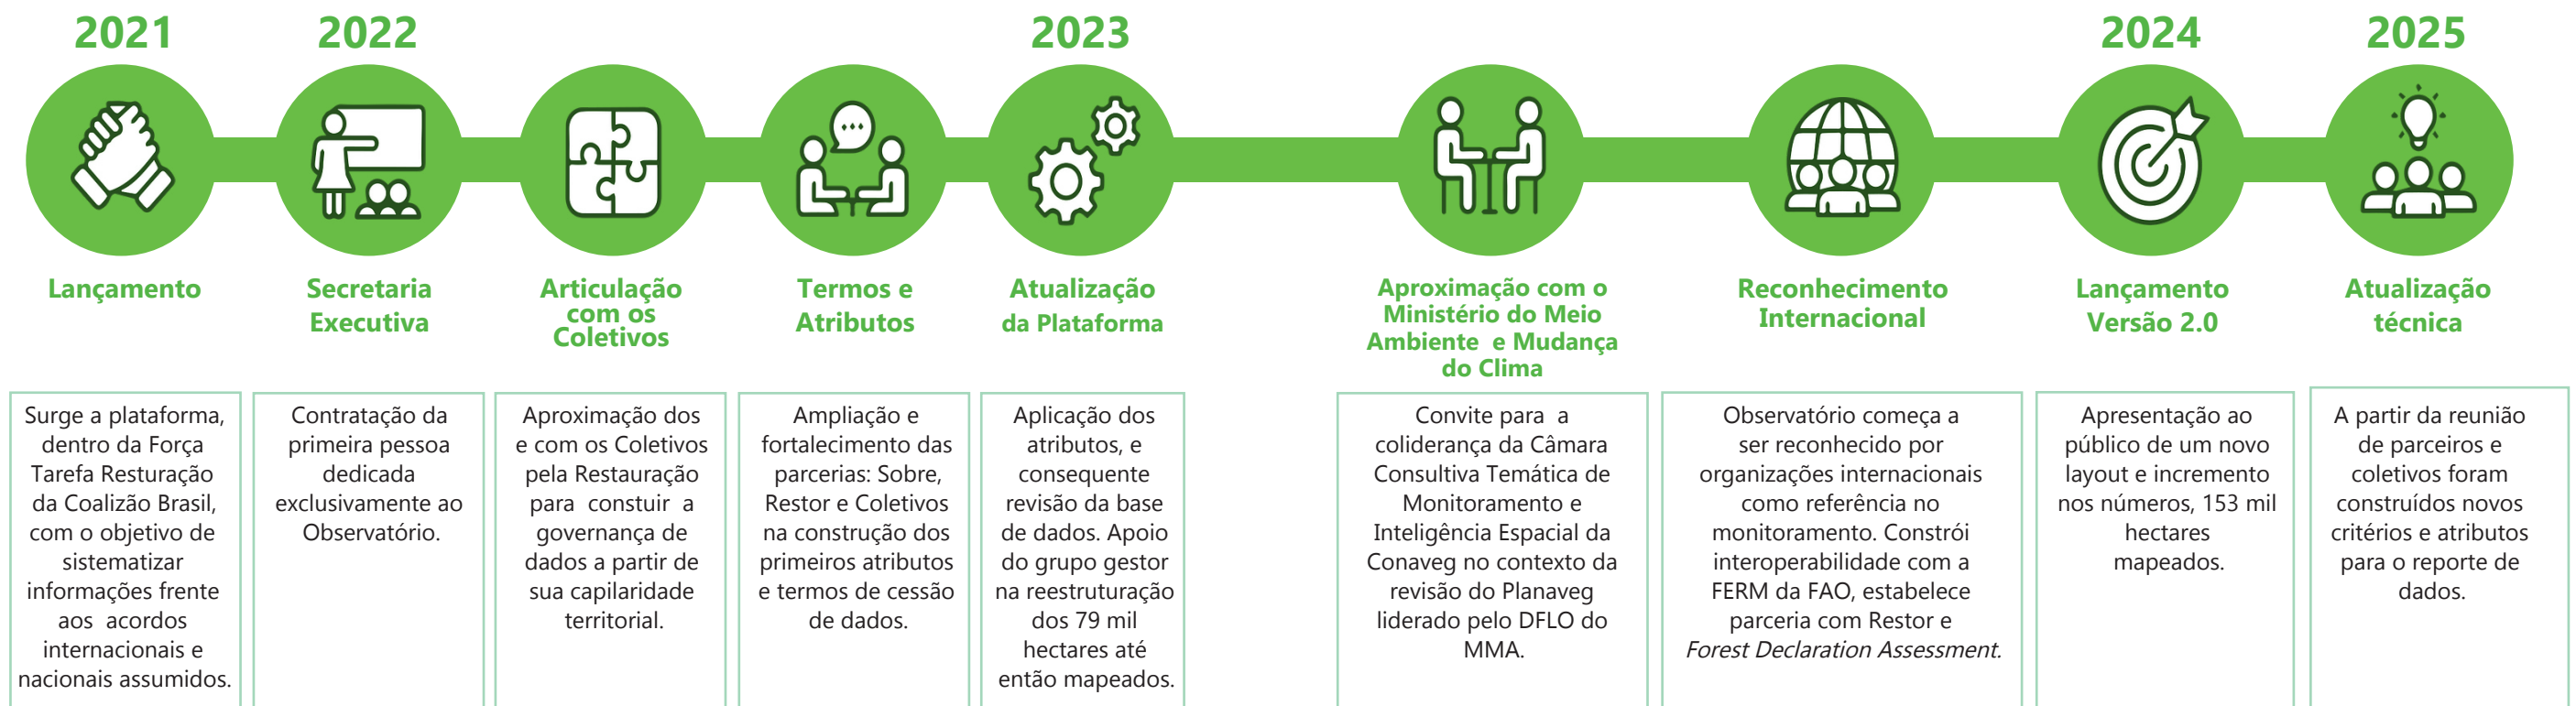 2021
2022
2023
2024
2025
Lançamento
Secretaria
Executiva
Articulação
com os
Coletivos
Termos e
Atributos
Atualização
da Plataforma
Aproximação com o
Ministério do Meio
Ambiente e Mudança
do Clima
Reconhecimento
Internacional
Lançamento
Versão 2.0
Atualização
técnica
Surge a plataforma,
dentro da Força
Tarefa Resturação
da Coalizão Brasil,
com o objetivo de
sistematizar
informações frente
aos acordos
internacionais e
nacionais assumidos.
Contratação da
primeira pessoa
dedicada
exclusivamente ao
Observatório.
Aproximação dos
e com os Coletivos
pela Restauração
para constuir a
governança de
dados a partir de
sua capilaridade
territorial.
Ampliação e
fortalecimento das
parcerias: Sobre,
Restor e Coletivos
na construção dos
primeiros atributos
e termos de cessão
de dados.
Aplicação dos
atributos, e
consequente
revisão da base
de dados. Apoio
do grupo gestor
na reestruturação
dos 79 mil
hectares até
então mapeados.
Convite para a
coliderança da Câmara
Consultiva Temática de
Monitoramento e
Inteligência Espacial da
Conaveg no contexto da
revisão do Planaveg
liderado pelo DFLO do
MMA.
Observatório começa a
ser reconhecido por
organizações internacionais
como referência no
monitoramento. Constrói
interoperabilidade com a
FERM da FAO, estabelece
parceria com Restor e
Forest Declaration Assessment.
Apresentação ao
público de um novo
layout e incremento
nos números, 153 mil
hectares
mapeados.
A partir da reunião
de parceiros e
coletivos foram
construídos novos
critérios e atributos
para o reporte de
dados.